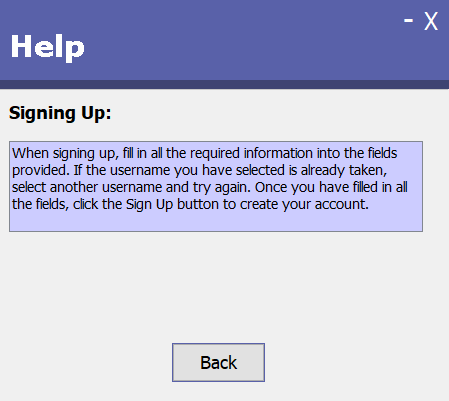 - X
Help
Signing Up:
When signing up, fill in all the required information into the fields
provided. If the username you have selected is already taken,
select another username and try again. Once you have filled in all
the fields, click the Sign Up button to create your account.
Back